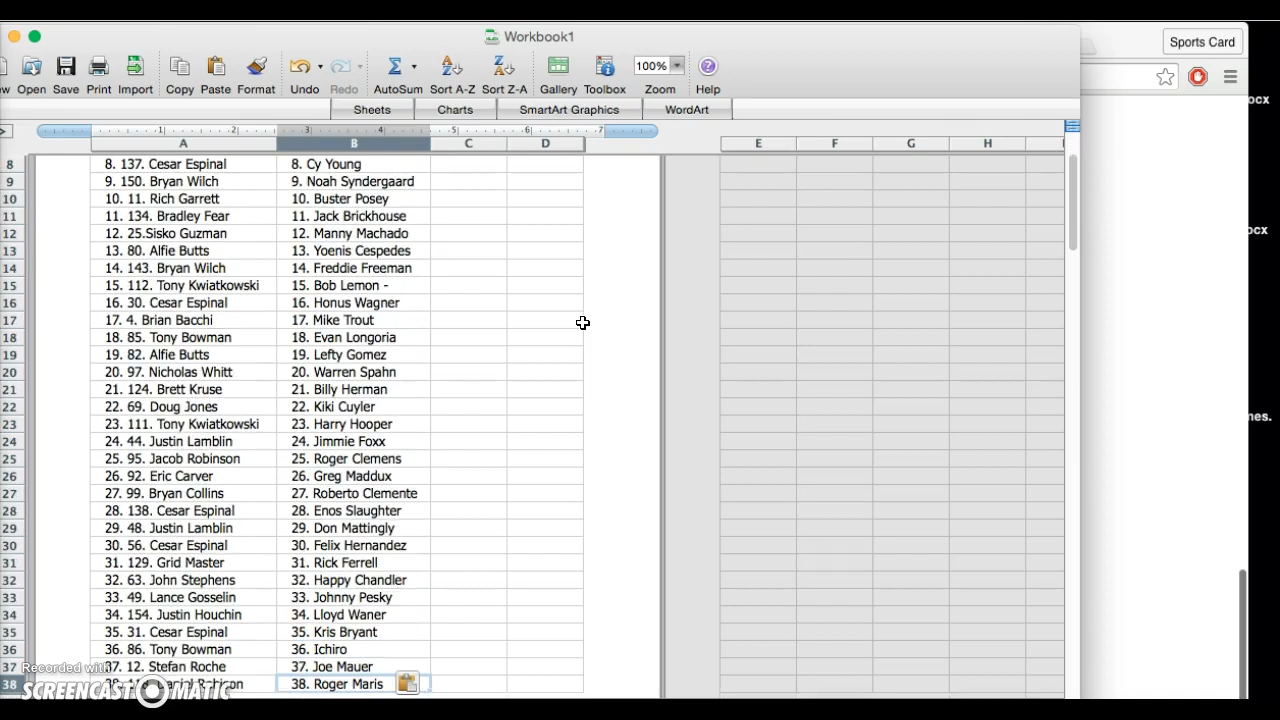 Workbook1
Sports Card
Open Save Print Import Copy Paste Format Undo Redo AutoSum Sort A-Z Sort Z-A Gallery Toolbox Zoom Help
100%
Sheets Charts SmartArt Graphics WordArt
1 2 3 4 5 6 7
A B C D E F G H
8 8. 137. Cesar Espinal 8. Cy Young
9 9. 150. Bryan Wilch 9. Noah Syndergaard
10 10. 11. Rich Garrett 10. Buster Posey
11 11. 134. Bradley Fear 11. Jack Brickhouse
12 12. 25.Sisko Guzman 12. Manny Machado
13 13. 80. Alfie Butts 13. Yoenis Cespedes
14 14. 143. Bryan Wilch 14. Freddie Freeman
15 15. 112. Tony Kwiatkowski 15. Bob Lemon -
16 16. 30. Cesar Espinal 16. Honus Wagner
17 17. 4. Brian Bacchi 17. Mike Trout
18 18. 85. Tony Bowman 18. Evan Longoria
19 19. 82. Alfie Butts 19. Lefty Gomez
20 20. 97. Nicholas Whitt 20. Warren Spahn
21 21. 124. Brett Kruse 21. Billy Herman
22 22. 69. Doug Jones 22. Kiki Cuyler
23 23. 111. Tony Kwiatkowski 23. Harry Hooper
24 24. 44. Justin Lamblin 24. Jimmie Foxx
25 25. 95. Jacob Robinson 25. Roger Clemens
26 26. 92. Eric Carver 26. Greg Maddux
27 27. 99. Bryan Collins 27. Roberto Clemente
28 28. 138. Cesar Espinal 28. Enos Slaughter
29 29. 48. Justin Lamblin 29. Don Mattingly
30 30. 56. Cesar Espinal 30. Felix Hernandez
31 31. 129. Grid Master 31. Rick Ferrell
32 32. 63. John Stephens 32. Happy Chandler
33 33. 49. Lance Gosselin 33. Johnny Pesky
34 34. 154. Justin Houchin 34. Lloyd Waner
35 35. 31. Cesar Espinal 35. Kris Bryant
36 36. 86. Tony Bowman 36. Ichiro
37 37. 12. Stefan Roche 37. Joe Mauer
38 38. Roger Maris
Recorded with
SCREENCAST-O-MATIC